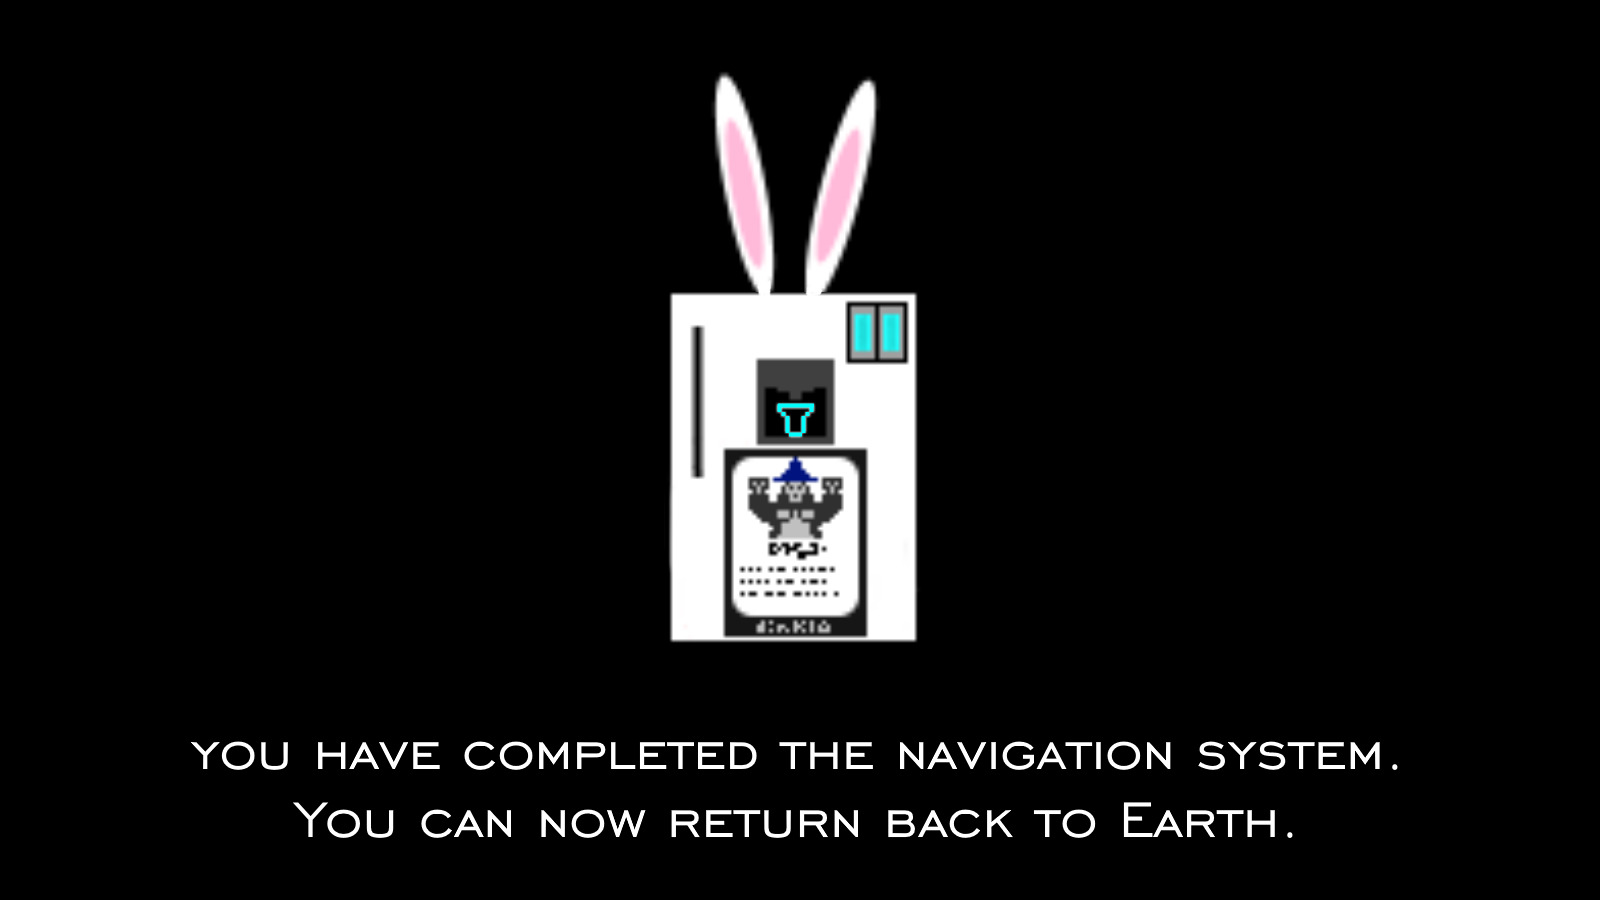 you have completed the navigation system.
You can now return back to Earth.